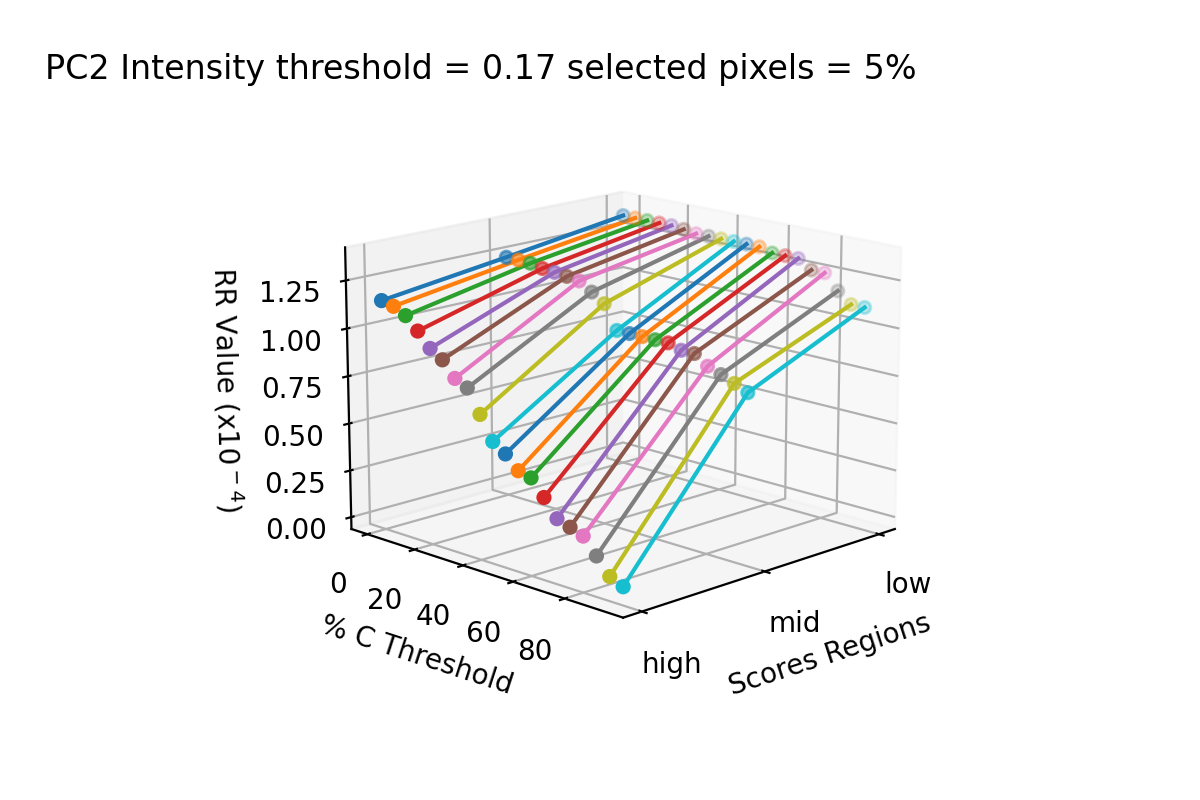 PC2 Intensity threshold = 0.17 selected pixels = 5%
RR Value (x10⁻⁴)
1.25
1.00
0.75
0.50
0.25
0.00
0
20
40
60
80
% C Threshold
high
mid
low
Scores Regions